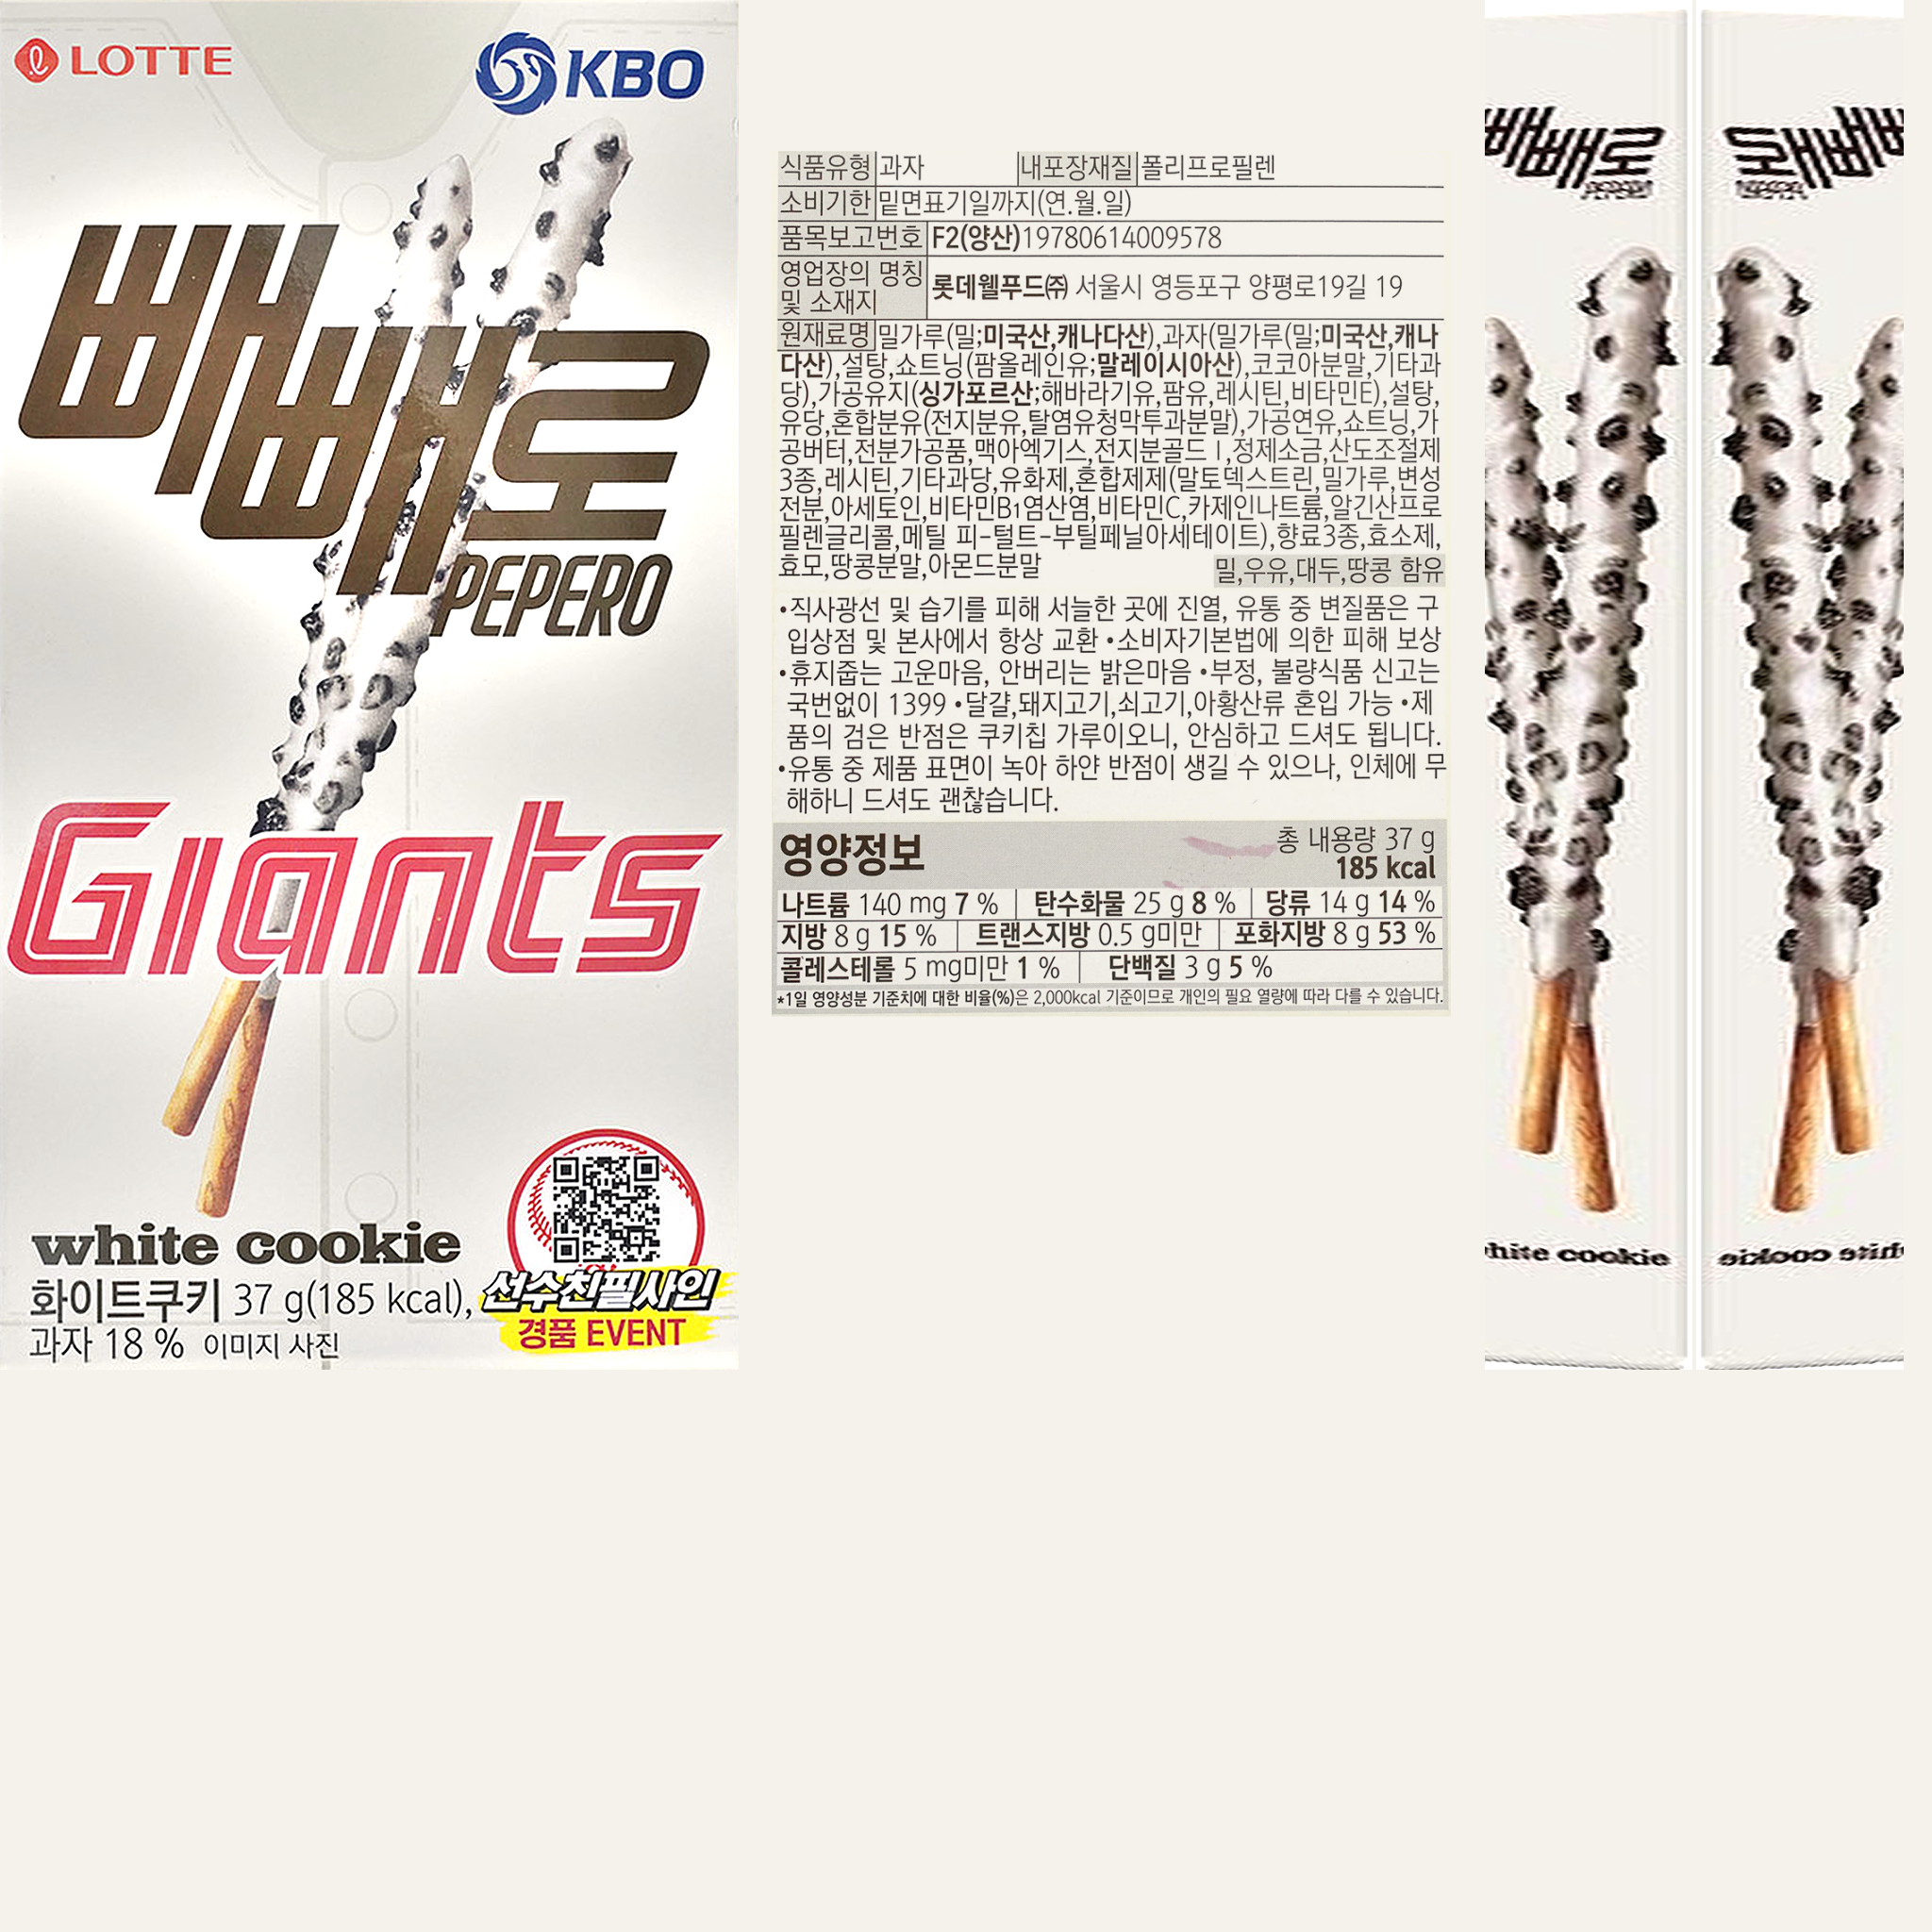 LOTTE
KBO
빼빼로
PEPERO
Giants
white cookie
화이트쿠키 37 g(185 kcal),
과자 18 % 이미지 사진
선수친필사인
경품 EVENT
식품유형 과자 내포장재질 폴리프로필렌
소비기한 밑면표기일까지(연.월.일)
품목보고번호 F2(양산)19780614009578
영업장의 명칭 및 소재지 롯데웰푸드㈜ 서울시 영등포구 양평로19길 19
원재료명 밀가루(밀;미국산,캐나다산),과자(밀가루(밀;미국산,캐나
다산),설탕,쇼트닝(팜올레인유;말레이시아산),코코아분말,기타과
당),가공유지(싱가포르산;해바라기유,팜유,레시틴,비타민E),설탕,
유당,혼합분유(전지분유,탈염유청막투과분말),가공연유,쇼트닝,가
공버터,전분가공품,맥아엑기스,전지분골드Ⅰ,정제소금,산도조절제
3종,레시틴,기타과당,유화제,혼합제제(말토덱스트린,밀가루,변성
전분,아세토인,비타민B₁염산염,비타민C,카제인나트륨,알긴산프로
필렌글리콜,메틸 피-털트-부틸페닐아세테이트),향료3종,효소제,
효모,땅콩분말,아몬드분말 밀,우유,대두,땅콩 함유
•직사광선 및 습기를 피해 서늘한 곳에 진열, 유통 중 변질품은 구
입상점 및 본사에서 항상 교환 •소비자기본법에 의한 피해 보상
•휴지줍는 고운마음, 안버리는 밝은마음 •부정, 불량식품 신고는
국번없이 1399 •달걀,돼지고기,쇠고기,아황산류 혼입 가능 •제
품의 검은 반점은 쿠키칩 가루이오니, 안심하고 드셔도 됩니다.
•유통 중 제품 표면이 녹아 하얀 반점이 생길 수 있으나, 인체에 무
해하니 드셔도 괜찮습니다.
영양정보 총 내용량 37 g
185 kcal
나트륨 140 mg 7 % 탄수화물 25 g 8 % 당류 14 g 14 %
지방 8 g 15 % 트랜스지방 0.5 g미만 포화지방 8 g 53 %
콜레스테롤 5 mg미만 1 % 단백질 3 g 5 %
*1일 영양성분 기준치에 대한 비율(%)은 2,000kcal 기준이므로 개인의 필요 열량에 따라 다를 수 있습니다.
빼빼로
PEPERO
hite cookie
빼빼로
PEPERO
white cookie